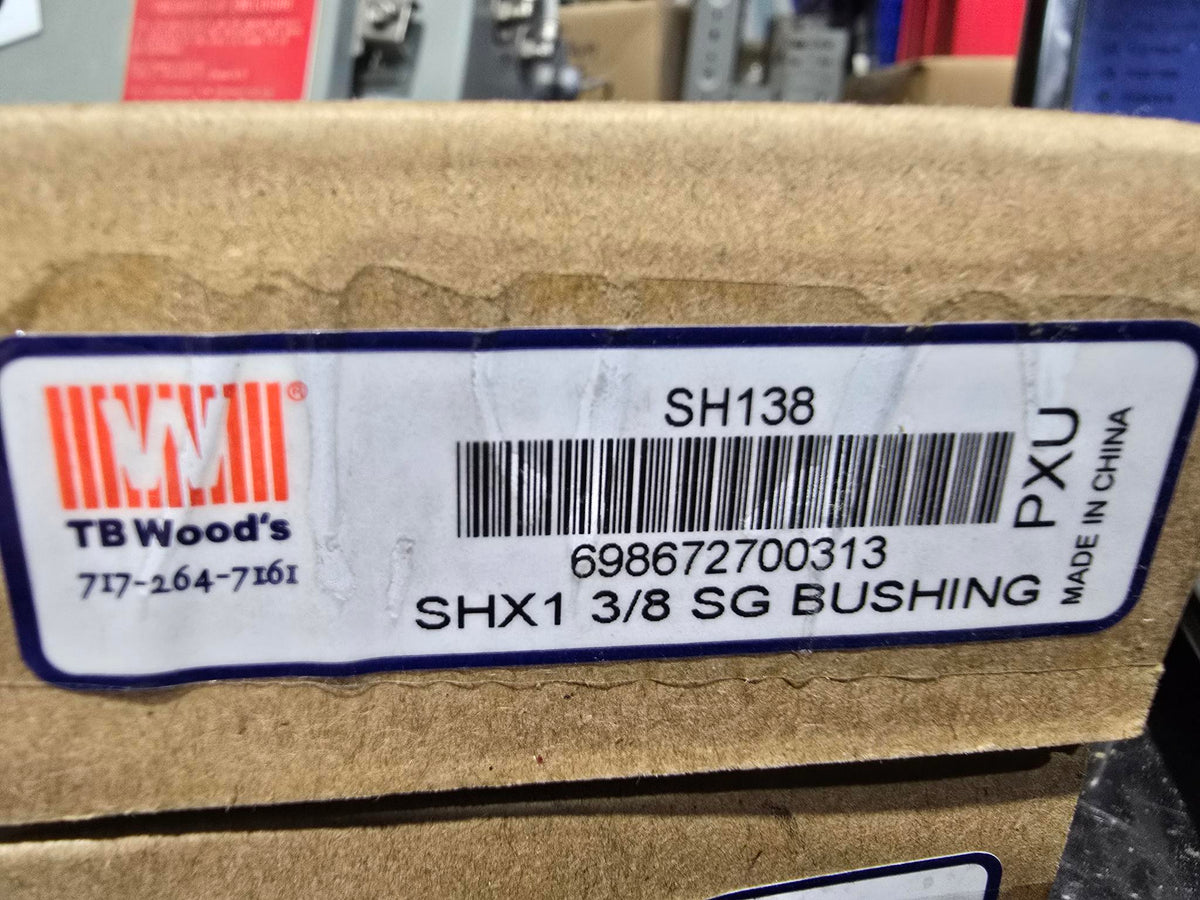 W®
TB Wood's
717-264-7161
SH138
698672700313
SHX1 3/8 SG BUSHING
PXU
MADE IN CHINA